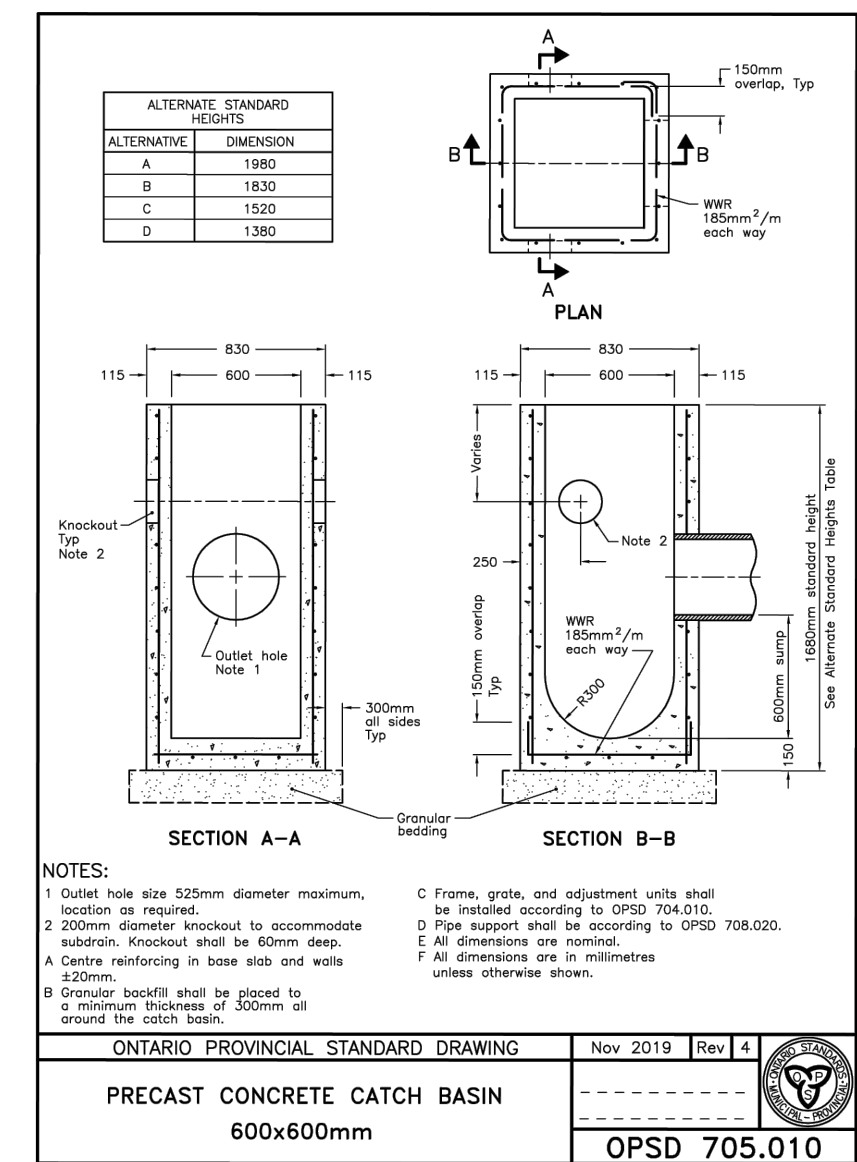 ALTERNATE STANDARD
HEIGHTS
ALTERNATIVE DIMENSION
A 1980
B 1830
C 1520
D 1380
A
150mm
overlap, Typ
B
B
WWR
185mm²/m
each way
A
PLAN
830
115 600 115
Knockout
Typ
Note 2
Outlet hole
Note 1
300mm
all sides
Typ
SECTION A-A
830
115 600 115
Varies
Note 2
250
WWR
185mm²/m
each way
150mm overlap
Typ
R300
600mm sump
150
1680mm standard height
See Alternate Standard Heights Table
Granular
bedding
SECTION B-B
NOTES:
1 Outlet hole size 525mm diameter maximum,
location as required.
2 200mm diameter knockout to accommodate
subdrain. Knockout shall be 60mm deep.
A Centre reinforcing in base slab and walls
±20mm.
B Granular backfill shall be placed to
a minimum thickness of 300mm all
around the catch basin.
C Frame, grate, and adjustment units shall
be installed according to OPSD 704.010.
D Pipe support shall be according to OPSD 708.020.
E All dimensions are nominal.
F All dimensions are in millimetres
unless otherwise shown.
ONTARIO PROVINCIAL STANDARD DRAWING
Nov 2019 Rev 4
PRECAST CONCRETE CATCH BASIN
600x600mm
OPSD 705.010
ONTARIO STANDARDS
MUNICIPAL - PROVINCIAL
O P
S